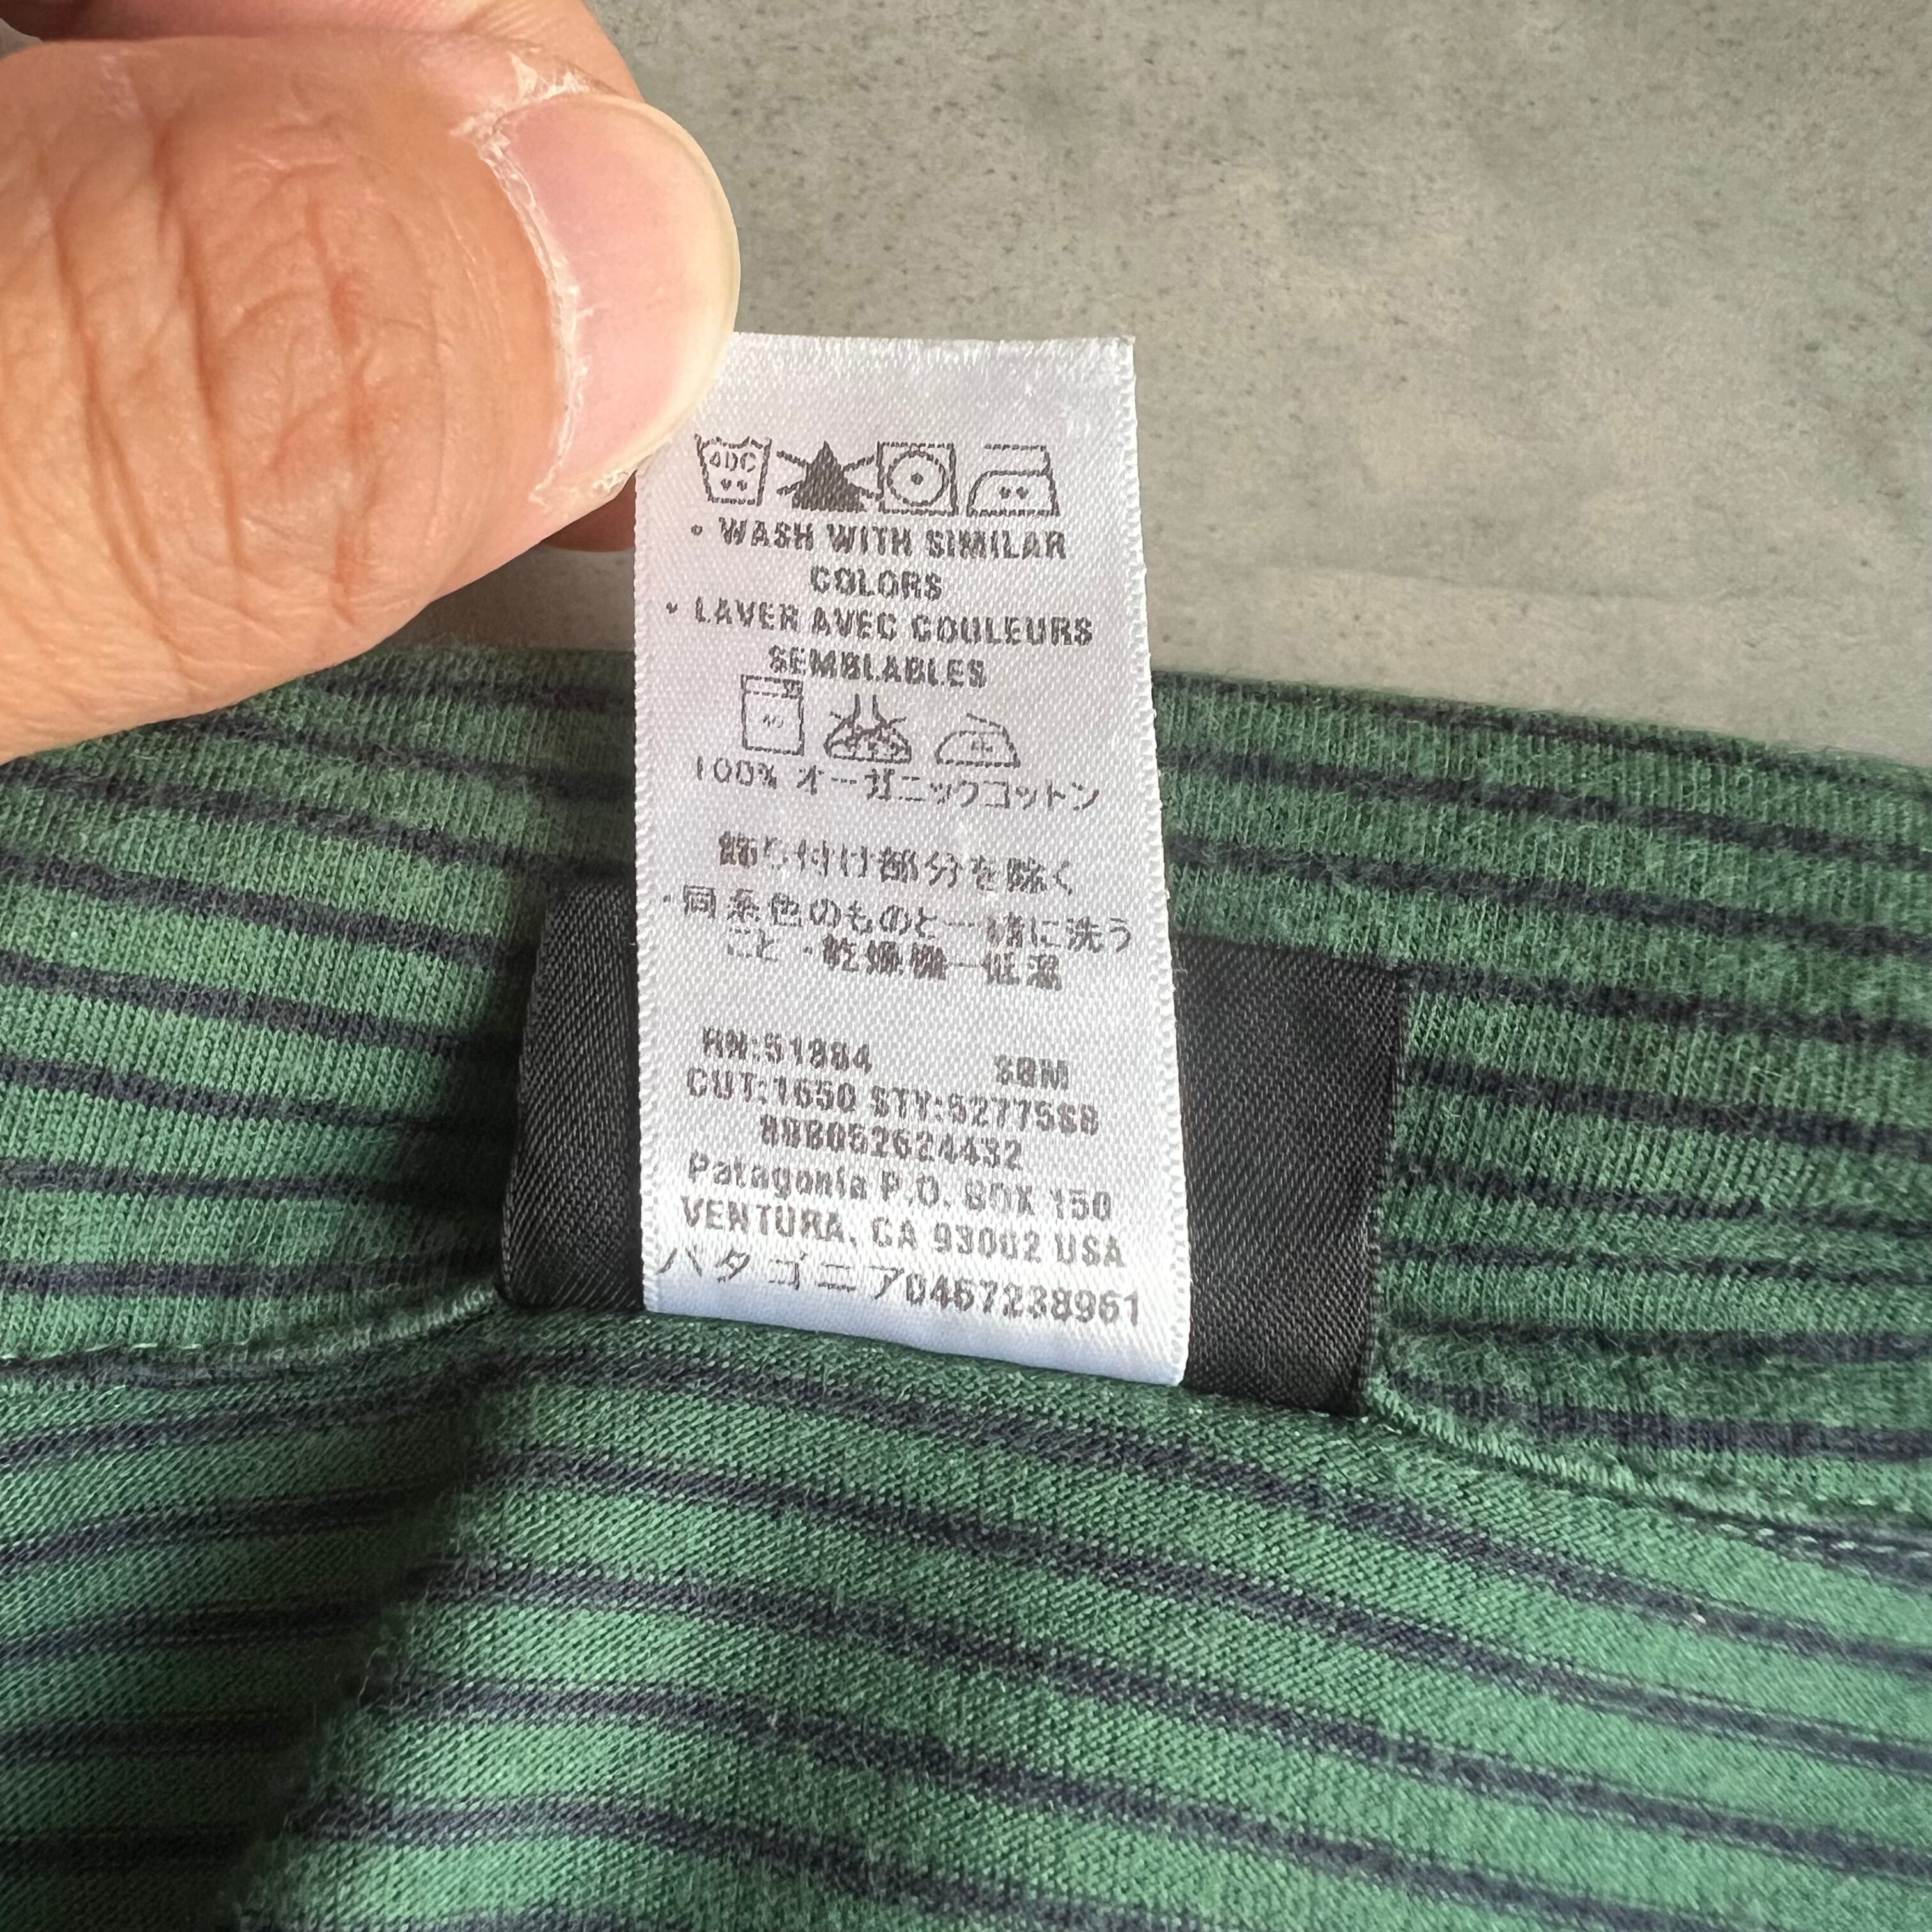 40C
• WASH WITH SIMILAR
COLORS
• LAVER AVEC COULEURS
SEMBLABLES
40
100% オーガニックコットン
飾り付け部分を除く
・同系色のものと一緒に洗う
こと ・乾燥機—低温
RN:51884 SBM
CUT:1650 STY:52775S8
Patagonia P.O. BOX 150
VENTURA, CA 93002 USA
パタゴニア0467238961